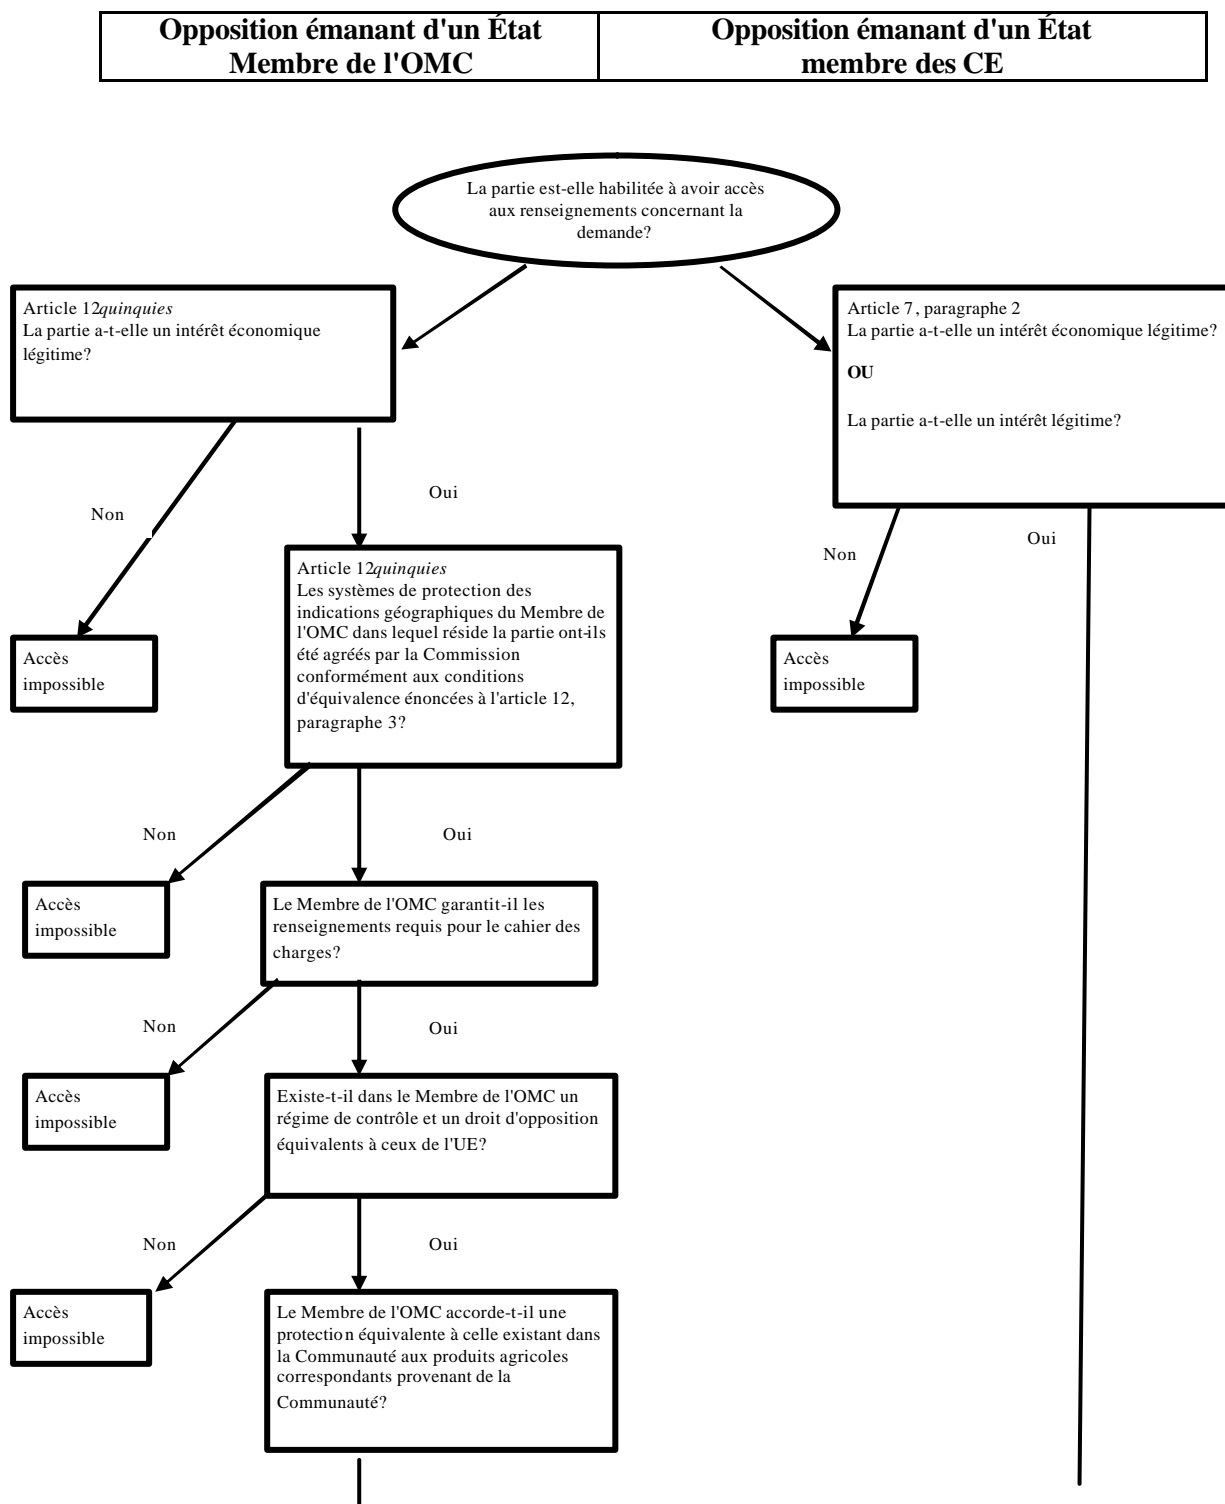 Opposition émanant d'un État
Membre de l'OMC
Opposition émanant d'un État
membre des CE
La partie est-elle habilitée à avoir accès
aux renseignements concernant la
demande?
Article 12quinquies
La partie a-t-elle un intérêt économique
légitime?
Article 7, paragraphe 2
La partie a-t-elle un intérêt économique légitime?
OU
La partie a-t-elle un intérêt légitime?
Non
Oui
Non
Oui
Accès
impossible
Article 12quinquies
Les systèmes de protection des
indications géographiques du Membre de
l'OMC dans lequel réside la partie ont-ils
été agréés par la Commission
conformément aux conditions
d'équivalence énoncées à l'article 12,
paragraphe 3?
Accès
impossible
Non
Oui
Accès
impossible
Le Membre de l'OMC garantit-il les
renseignements requis pour le cahier des
charges?
Non
Oui
Accès
impossible
Existe-t-il dans le Membre de l'OMC un
régime de contrôle et un droit d'opposition
équivalents à ceux de l'UE?
Non
Oui
Accès
impossible
Le Membre de l'OMC accorde-t-il une
protection équivalente à celle existant dans
la Communauté aux produits agricoles
correspondants provenant de la
Communauté?